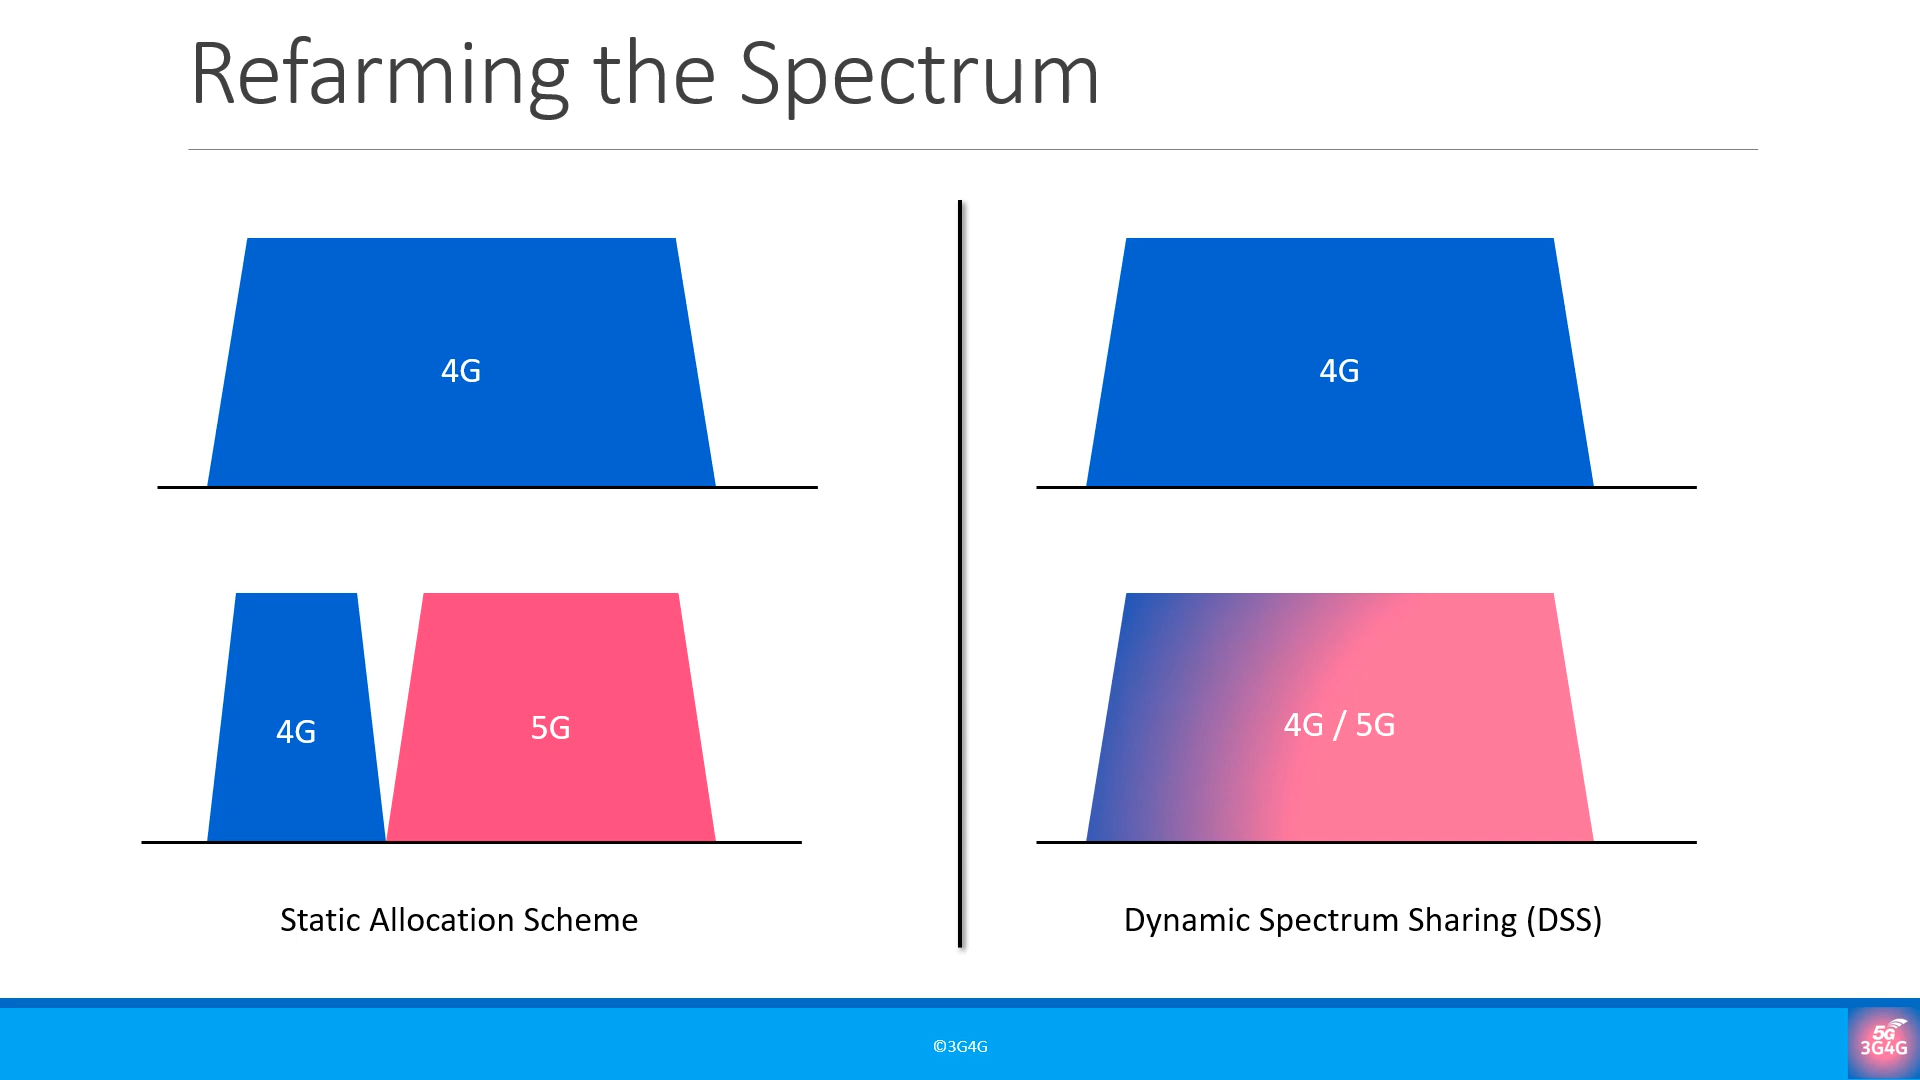 Refarming the Spectrum
4G
4G
4G
5G
4G / 5G
Static Allocation Scheme
Dynamic Spectrum Sharing (DSS)
©3G4G
5G
3G4G